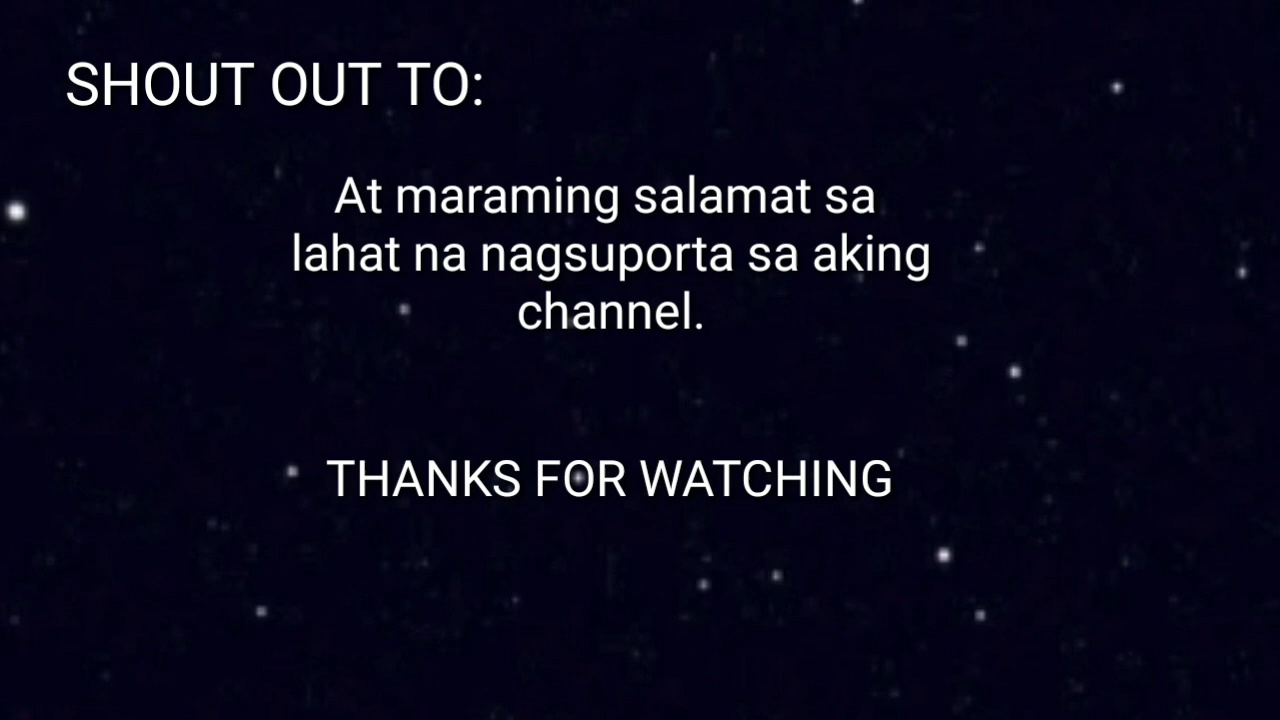 SHOUT OUT TO:
At maraming salamat sa
lahat na nagsuporta sa aking
channel.
THANKS FOR WATCHING